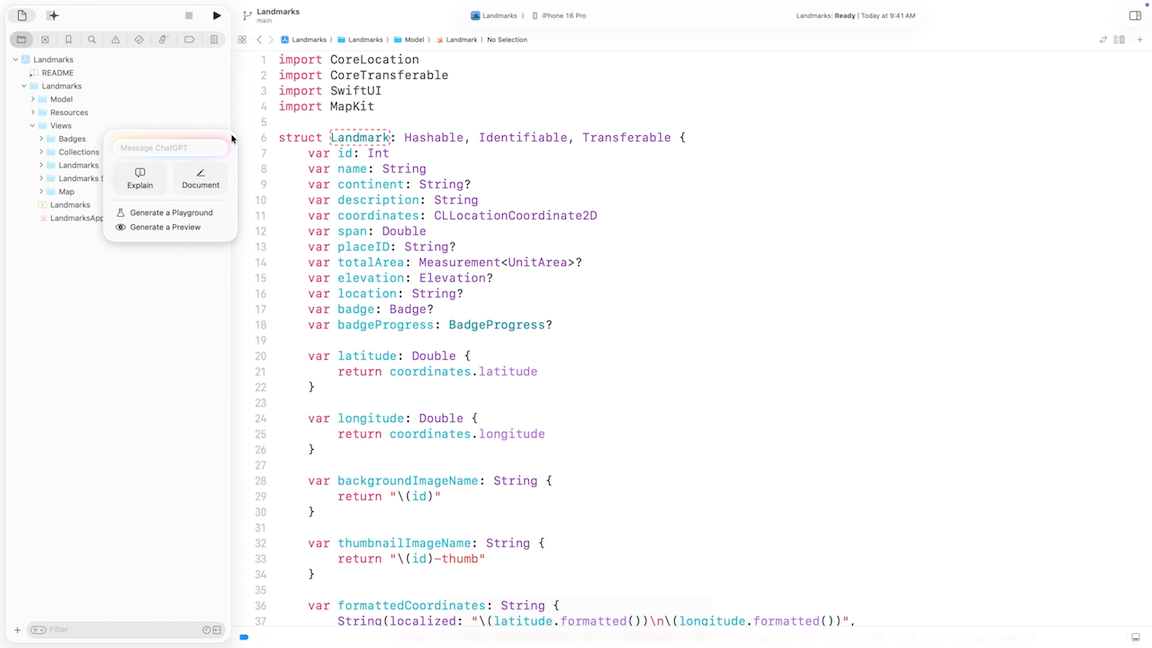 Landmarks
main
Landmarks
iPhone 16 Pro
Landmarks: Ready | Today at 9:41 AM
Landmarks
Landmarks
Model
Landmark
No Selection
Landmarks
README
Landmarks
Model
Resources
Views
Badges
Collections
Landmarks
Landmarks S
Map
Landmarks
LandmarksApp
Message ChatGPT
Explain
Document
Generate a Playground
Generate a Preview
Filter
1 import CoreLocation
2 import CoreTransferable
3 import SwiftUI
4 import MapKit
5
6 struct Landmark: Hashable, Identifiable, Transferable {
7 var id: Int
8 var name: String
9 var continent: String?
10 var description: String
11 var coordinates: CLLocationCoordinate2D
12 var span: Double
13 var placeID: String?
14 var totalArea: Measurement<UnitArea>?
15 var elevation: Elevation?
16 var location: String?
17 var badge: Badge?
18 var badgeProgress: BadgeProgress?
19
20 var latitude: Double {
21 return coordinates.latitude
22 }
23
24 var longitude: Double {
25 return coordinates.longitude
26 }
27
28 var backgroundImageName: String {
29 return "\(id)"
30 }
31
32 var thumbnailImageName: String {
33 return "\(id)-thumb"
34 }
35
36 var formattedCoordinates: String {
37 String(localized: "\(latitude.formatted())\n\(longitude.formatted())",